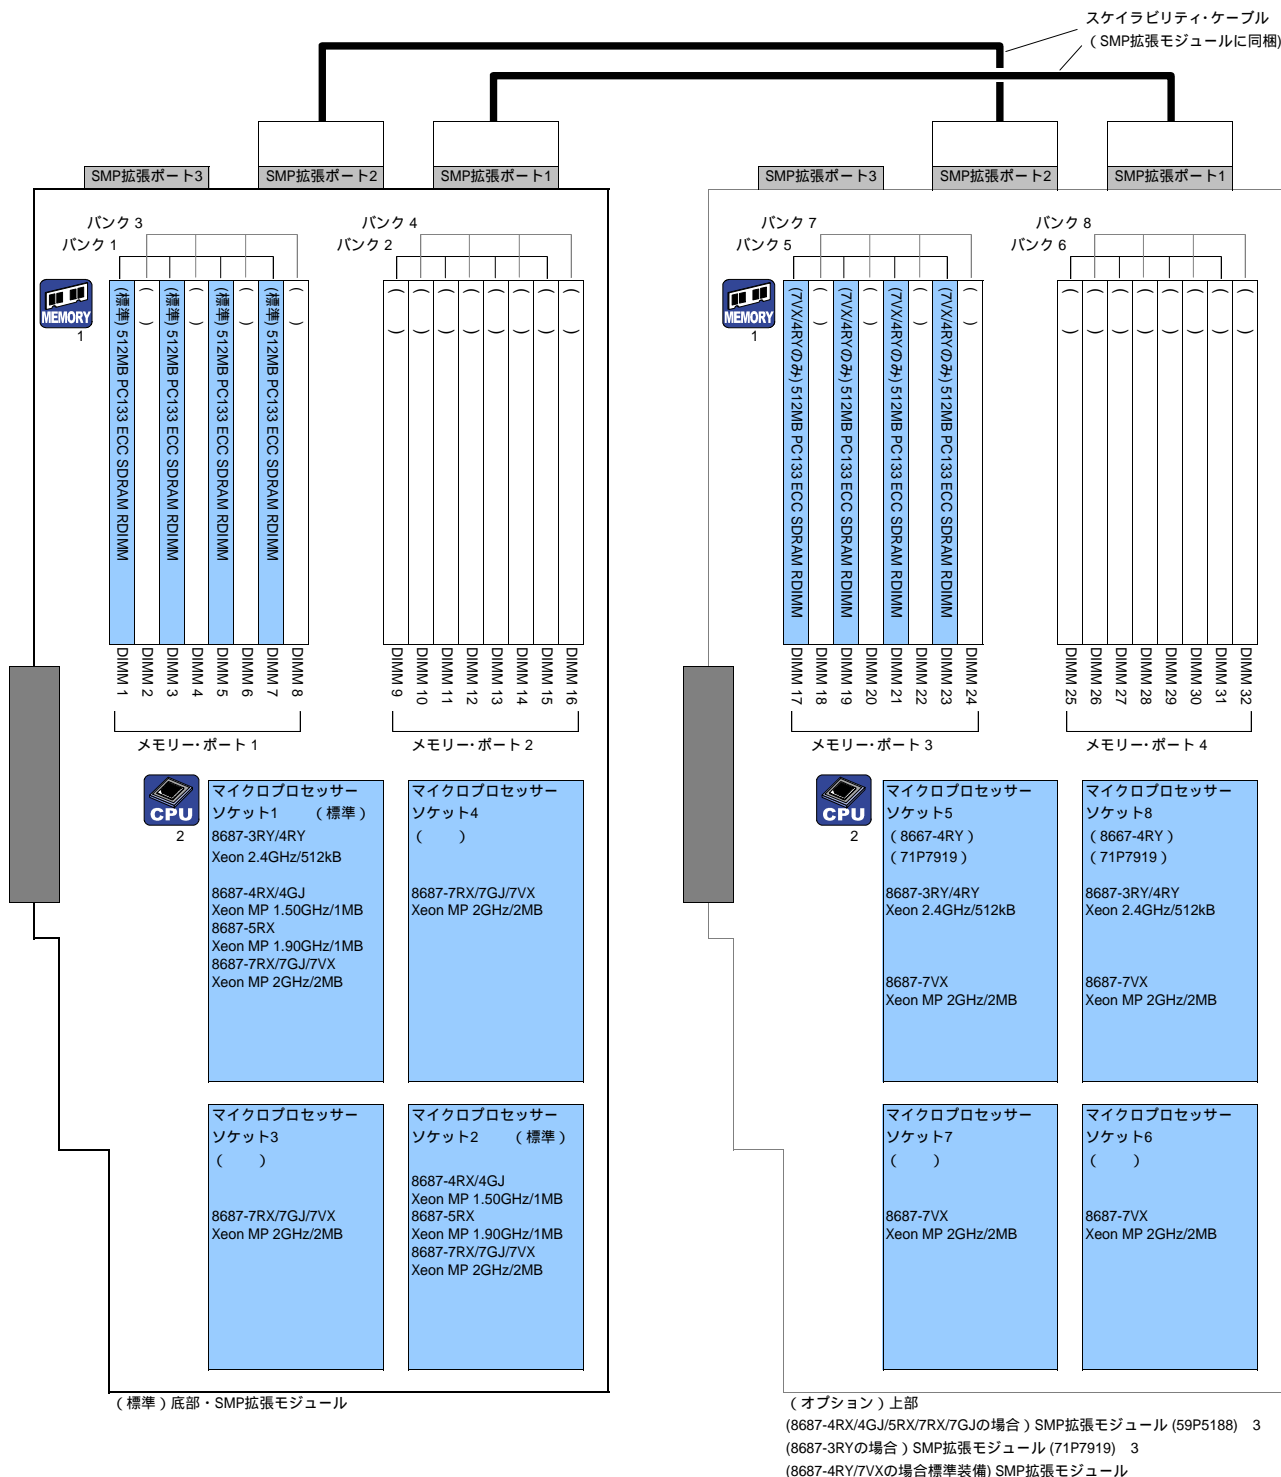 スケイラビリティ・ケーブル
（SMP拡張モジュールに同梱)
SMP拡張ポート3
SMP拡張ポート2
SMP拡張ポート1
SMP拡張ポート3
SMP拡張ポート2
SMP拡張ポート1
バンク 3
バンク 1
バンク 4
バンク 2
バンク 7
バンク 5
バンク 8
バンク 6
MEMORY
1
(標準) 512MB PC133 ECC SDRAM RDIMM
(　)
(標準) 512MB PC133 ECC SDRAM RDIMM
(　)
(標準) 512MB PC133 ECC SDRAM RDIMM
(　)
(標準) 512MB PC133 ECC SDRAM RDIMM
(　)
(　)
(　)
(　)
(　)
(　)
(　)
(　)
(　)
MEMORY
1
(7VX/4RYのみ) 512MB PC133 ECC SDRAM RDIMM
(　)
(7VX/4RYのみ) 512MB PC133 ECC SDRAM RDIMM
(　)
(7VX/4RYのみ) 512MB PC133 ECC SDRAM RDIMM
(　)
(7VX/4RYのみ) 512MB PC133 ECC SDRAM RDIMM
(　)
(　)
(　)
(　)
(　)
(　)
(　)
(　)
(　)
DIMM 1
DIMM 2
DIMM 3
DIMM 4
DIMM 5
DIMM 6
DIMM 7
DIMM 8
DIMM 9
DIMM 10
DIMM 11
DIMM 12
DIMM 13
DIMM 14
DIMM 15
DIMM 16
DIMM 17
DIMM 18
DIMM 19
DIMM 20
DIMM 21
DIMM 22
DIMM 23
DIMM 24
DIMM 25
DIMM 26
DIMM 27
DIMM 28
DIMM 29
DIMM 30
DIMM 31
DIMM 32
メモリー・ポート 1
メモリー・ポート 2
メモリー・ポート 3
メモリー・ポート 4
CPU
2
マイクロプロセッサー
ソケット1　（標準）
8687-3RY/4RY
Xeon 2.4GHz/512kB
8687-4RX/4GJ
Xeon MP 1.50GHz/1MB
8687-5RX
Xeon MP 1.90GHz/1MB
8687-7RX/7GJ/7VX
Xeon MP 2GHz/2MB
マイクロプロセッサー
ソケット4
（　　）
8687-7RX/7GJ/7VX
Xeon MP 2GHz/2MB
CPU
2
マイクロプロセッサー
ソケット5
（8667-4RY）
（71P7919）
8687-3RY/4RY
Xeon 2.4GHz/512kB
8687-7VX
Xeon MP 2GHz/2MB
マイクロプロセッサー
ソケット8
（8667-4RY）
（71P7919）
8687-3RY/4RY
Xeon 2.4GHz/512kB
8687-7VX
Xeon MP 2GHz/2MB
マイクロプロセッサー
ソケット3
（　　）
8687-7RX/7GJ/7VX
Xeon MP 2GHz/2MB
マイクロプロセッサー
ソケット2　（標準）
8687-4RX/4GJ
Xeon MP 1.50GHz/1MB
8687-5RX
Xeon MP 1.90GHz/1MB
8687-7RX/7GJ/7VX
Xeon MP 2GHz/2MB
マイクロプロセッサー
ソケット7
（　　）
8687-7VX
Xeon MP 2GHz/2MB
マイクロプロセッサー
ソケット6
（　　）
8687-7VX
Xeon MP 2GHz/2MB
（標準）底部・SMP拡張モジュール
（オプション）上部
(8687-4RX/4GJ/5RX/7RX/7GJの場合）SMP拡張モジュール (59P5188)　3
(8687-3RYの場合）SMP拡張モジュール (71P7919)　3
(8687-4RY/7VXの場合標準装備) SMP拡張モジュール